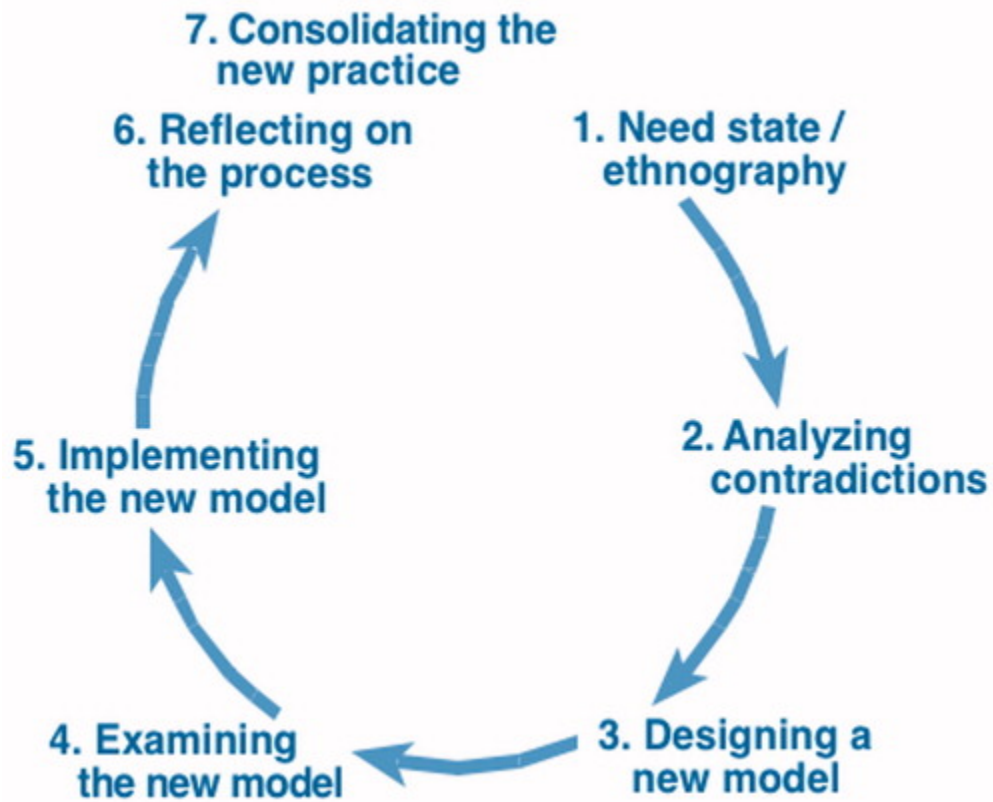 7. Consolidating the
new practice
6. Reflecting on
the process
1. Need state /
ethnography
2. Analyzing
contradictions
5. Implementing
the new model
4. Examining
the new model
3. Designing a
new model